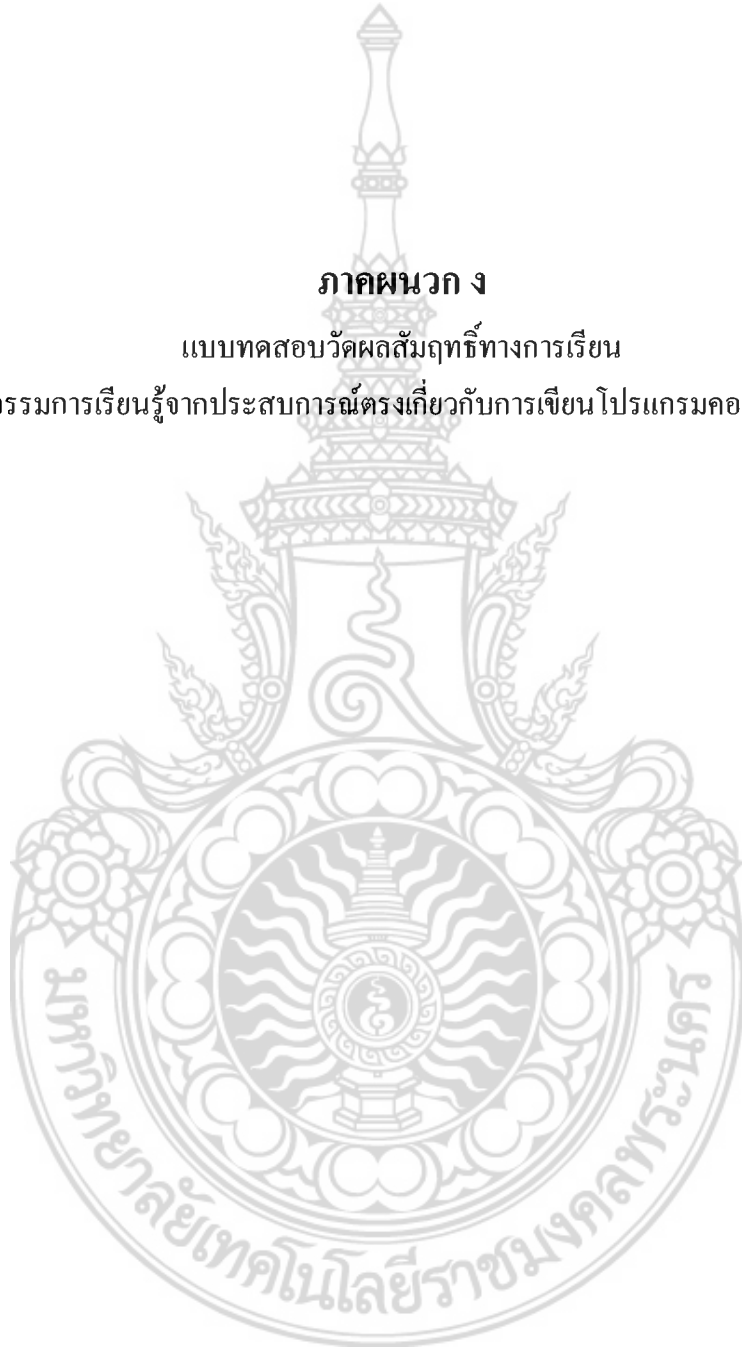 ภาคผนวก ง
แบบทดสอบวัดผลสัมฤทธิ์ทางการเรียน
รรมการเรียนรู้จากประสบการณ์ตรงเกี่ยวกับการเขียนโปรแกรมคอ
มหาวิทยาลัยเทคโนโลยีราชมงคลพระนคร